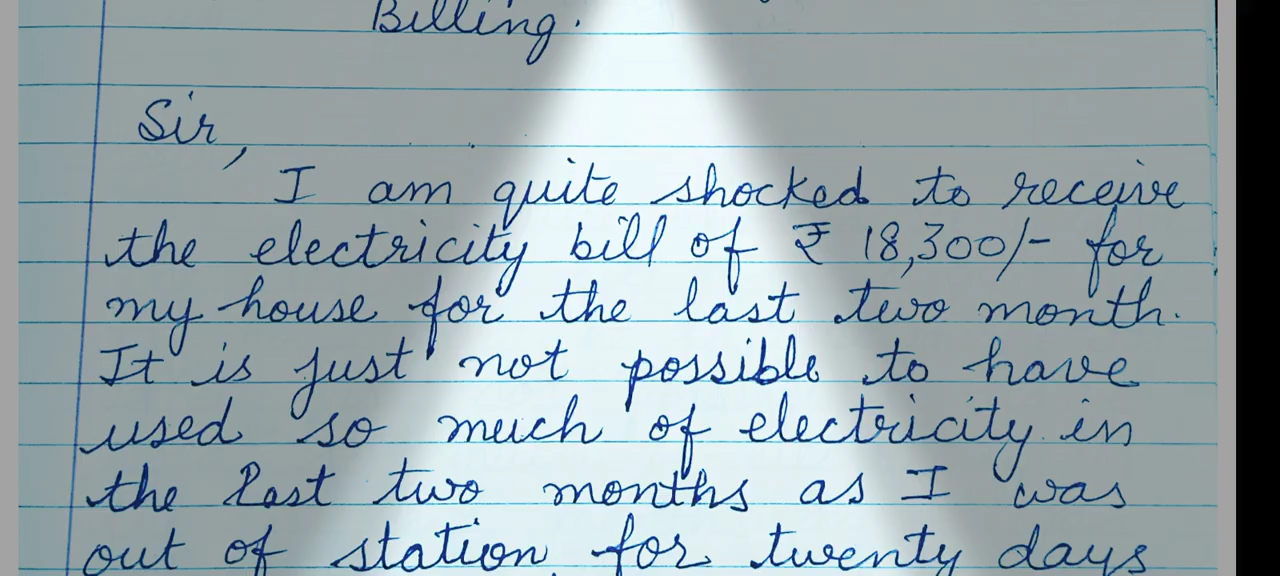 Billing.
Sir,
I am quite shocked to receive
the electricity bill of ₹ 18,300/- for
my house for the last two month.
It is just not possible to have
used so much of electricity in
the last two months as I was
out of station for twenty days